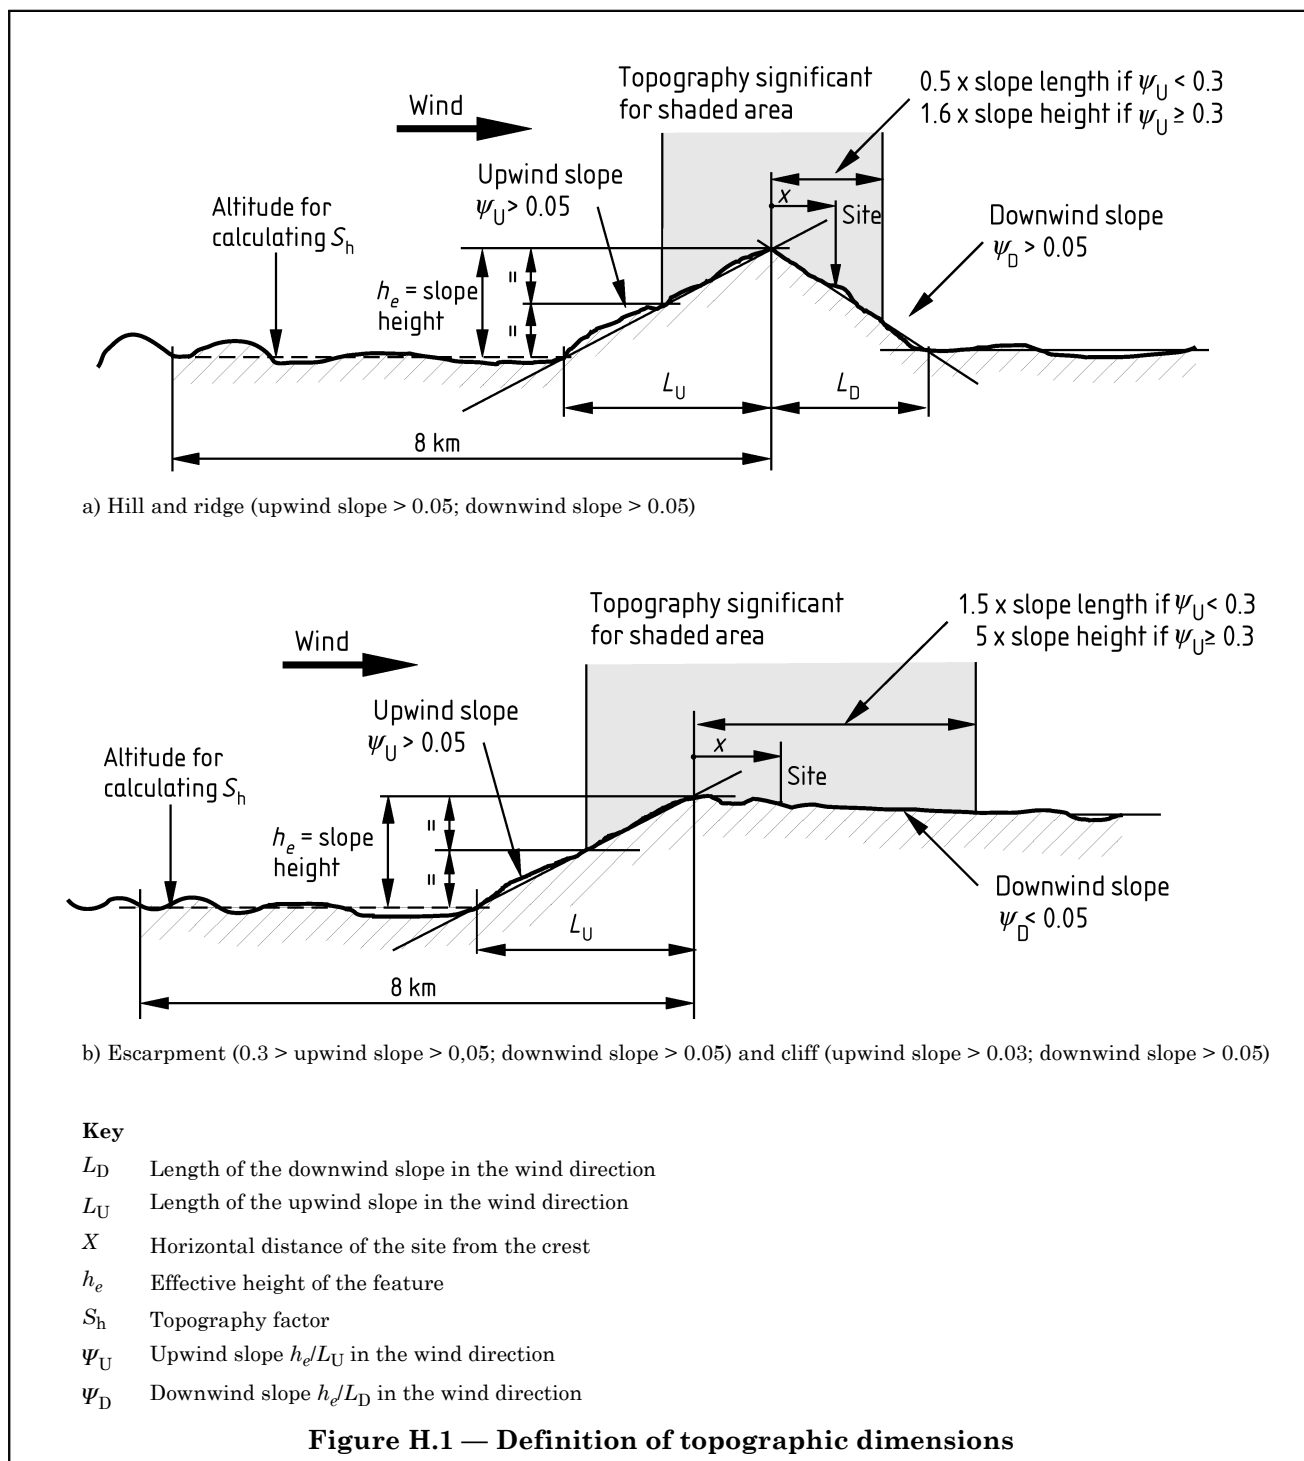 Topography significant
for shaded area
0.5 x slope length if ψU < 0.3
1.6 x slope height if ψU ≥ 0.3
Wind
Upwind slope
ψU > 0.05
x
Site
Altitude for
calculating Sh
Downwind slope
ψD > 0.05
he = slope
height
=
=
LU
LD
8 km
a) Hill and ridge (upwind slope > 0.05; downwind slope > 0.05)
Topography significant
for shaded area
1.5 x slope length if ψU < 0.3
5 x slope height if ψU ≥ 0.3
Wind
Upwind slope
ψU > 0.05
x
Site
Altitude for
calculating Sh
he = slope
height
=
=
Downwind slope
ψD < 0.05
LU
8 km
b) Escarpment (0.3 > upwind slope > 0,05; downwind slope > 0.05) and cliff (upwind slope > 0.03; downwind slope > 0.05)
Key
LD Length of the downwind slope in the wind direction
LU Length of the upwind slope in the wind direction
X Horizontal distance of the site from the crest
he Effective height of the feature
Sh Topography factor
ΨU Upwind slope he/LU in the wind direction
ΨD Downwind slope he/LD in the wind direction
Figure H.1 — Definition of topographic dimensions